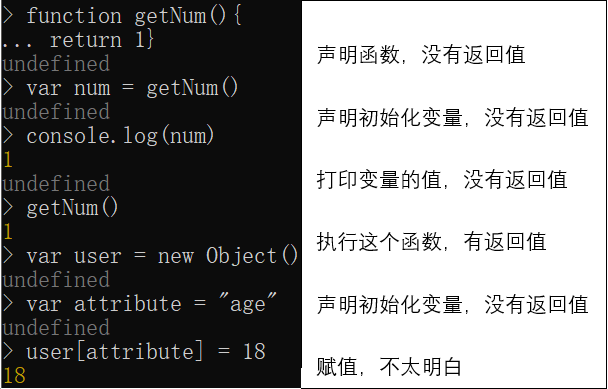 > function getNum(){
... return 1}
undefined
> var num = getNum()
undefined
> console.log(num)
1
undefined
> getNum()
1
> var user = new Object()
undefined
> var attribute = "age"
undefined
> user[attribute] = 18
18
声明函数，没有返回值
声明初始化变量，没有返回值
打印变量的值，没有返回值
执行这个函数，有返回值
声明初始化变量，没有返回值
赋值，不太明白